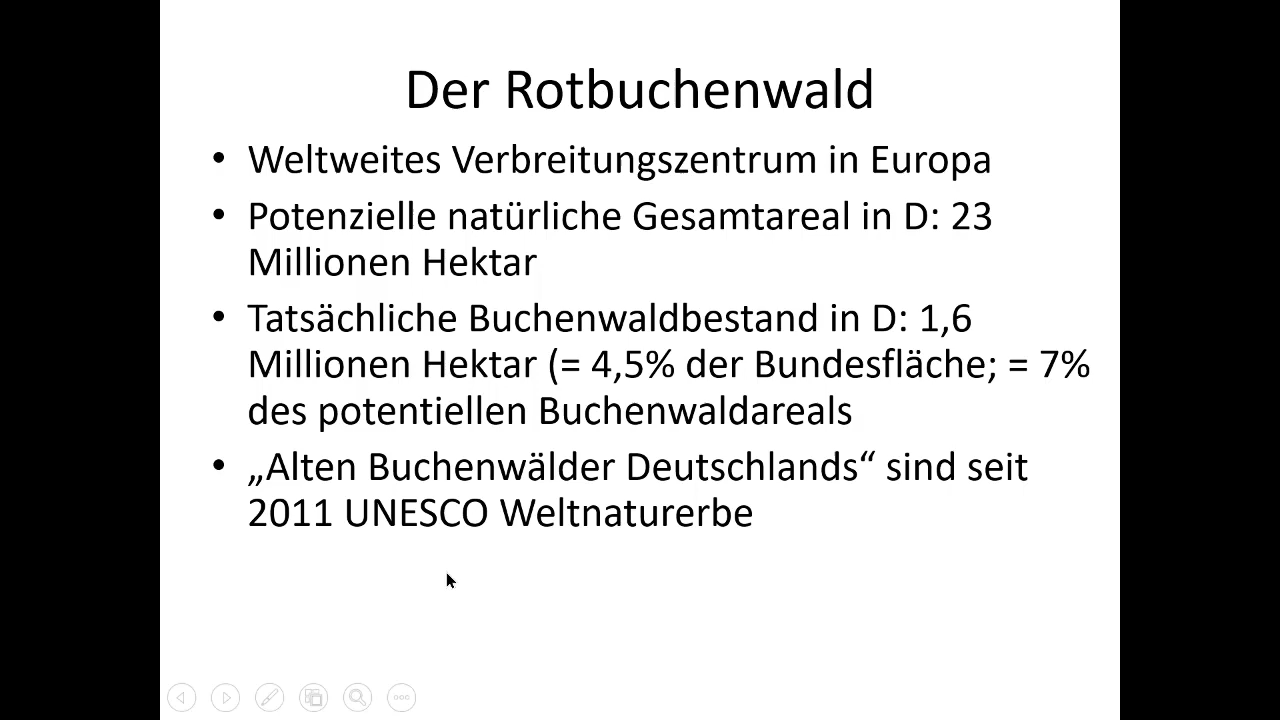 Der Rotbuchenwald
• Weltweites Verbreitungszentrum in Europa
• Potenzielle natürliche Gesamtareal in D: 23
Millionen Hektar
• Tatsächliche Buchenwaldbestand in D: 1,6
Millionen Hektar (= 4,5% der Bundesfläche; = 7%
des potentiellen Buchenwaldareals
• „Alten Buchenwälder Deutschlands“ sind seit
2011 UNESCO Weltnaturerbe